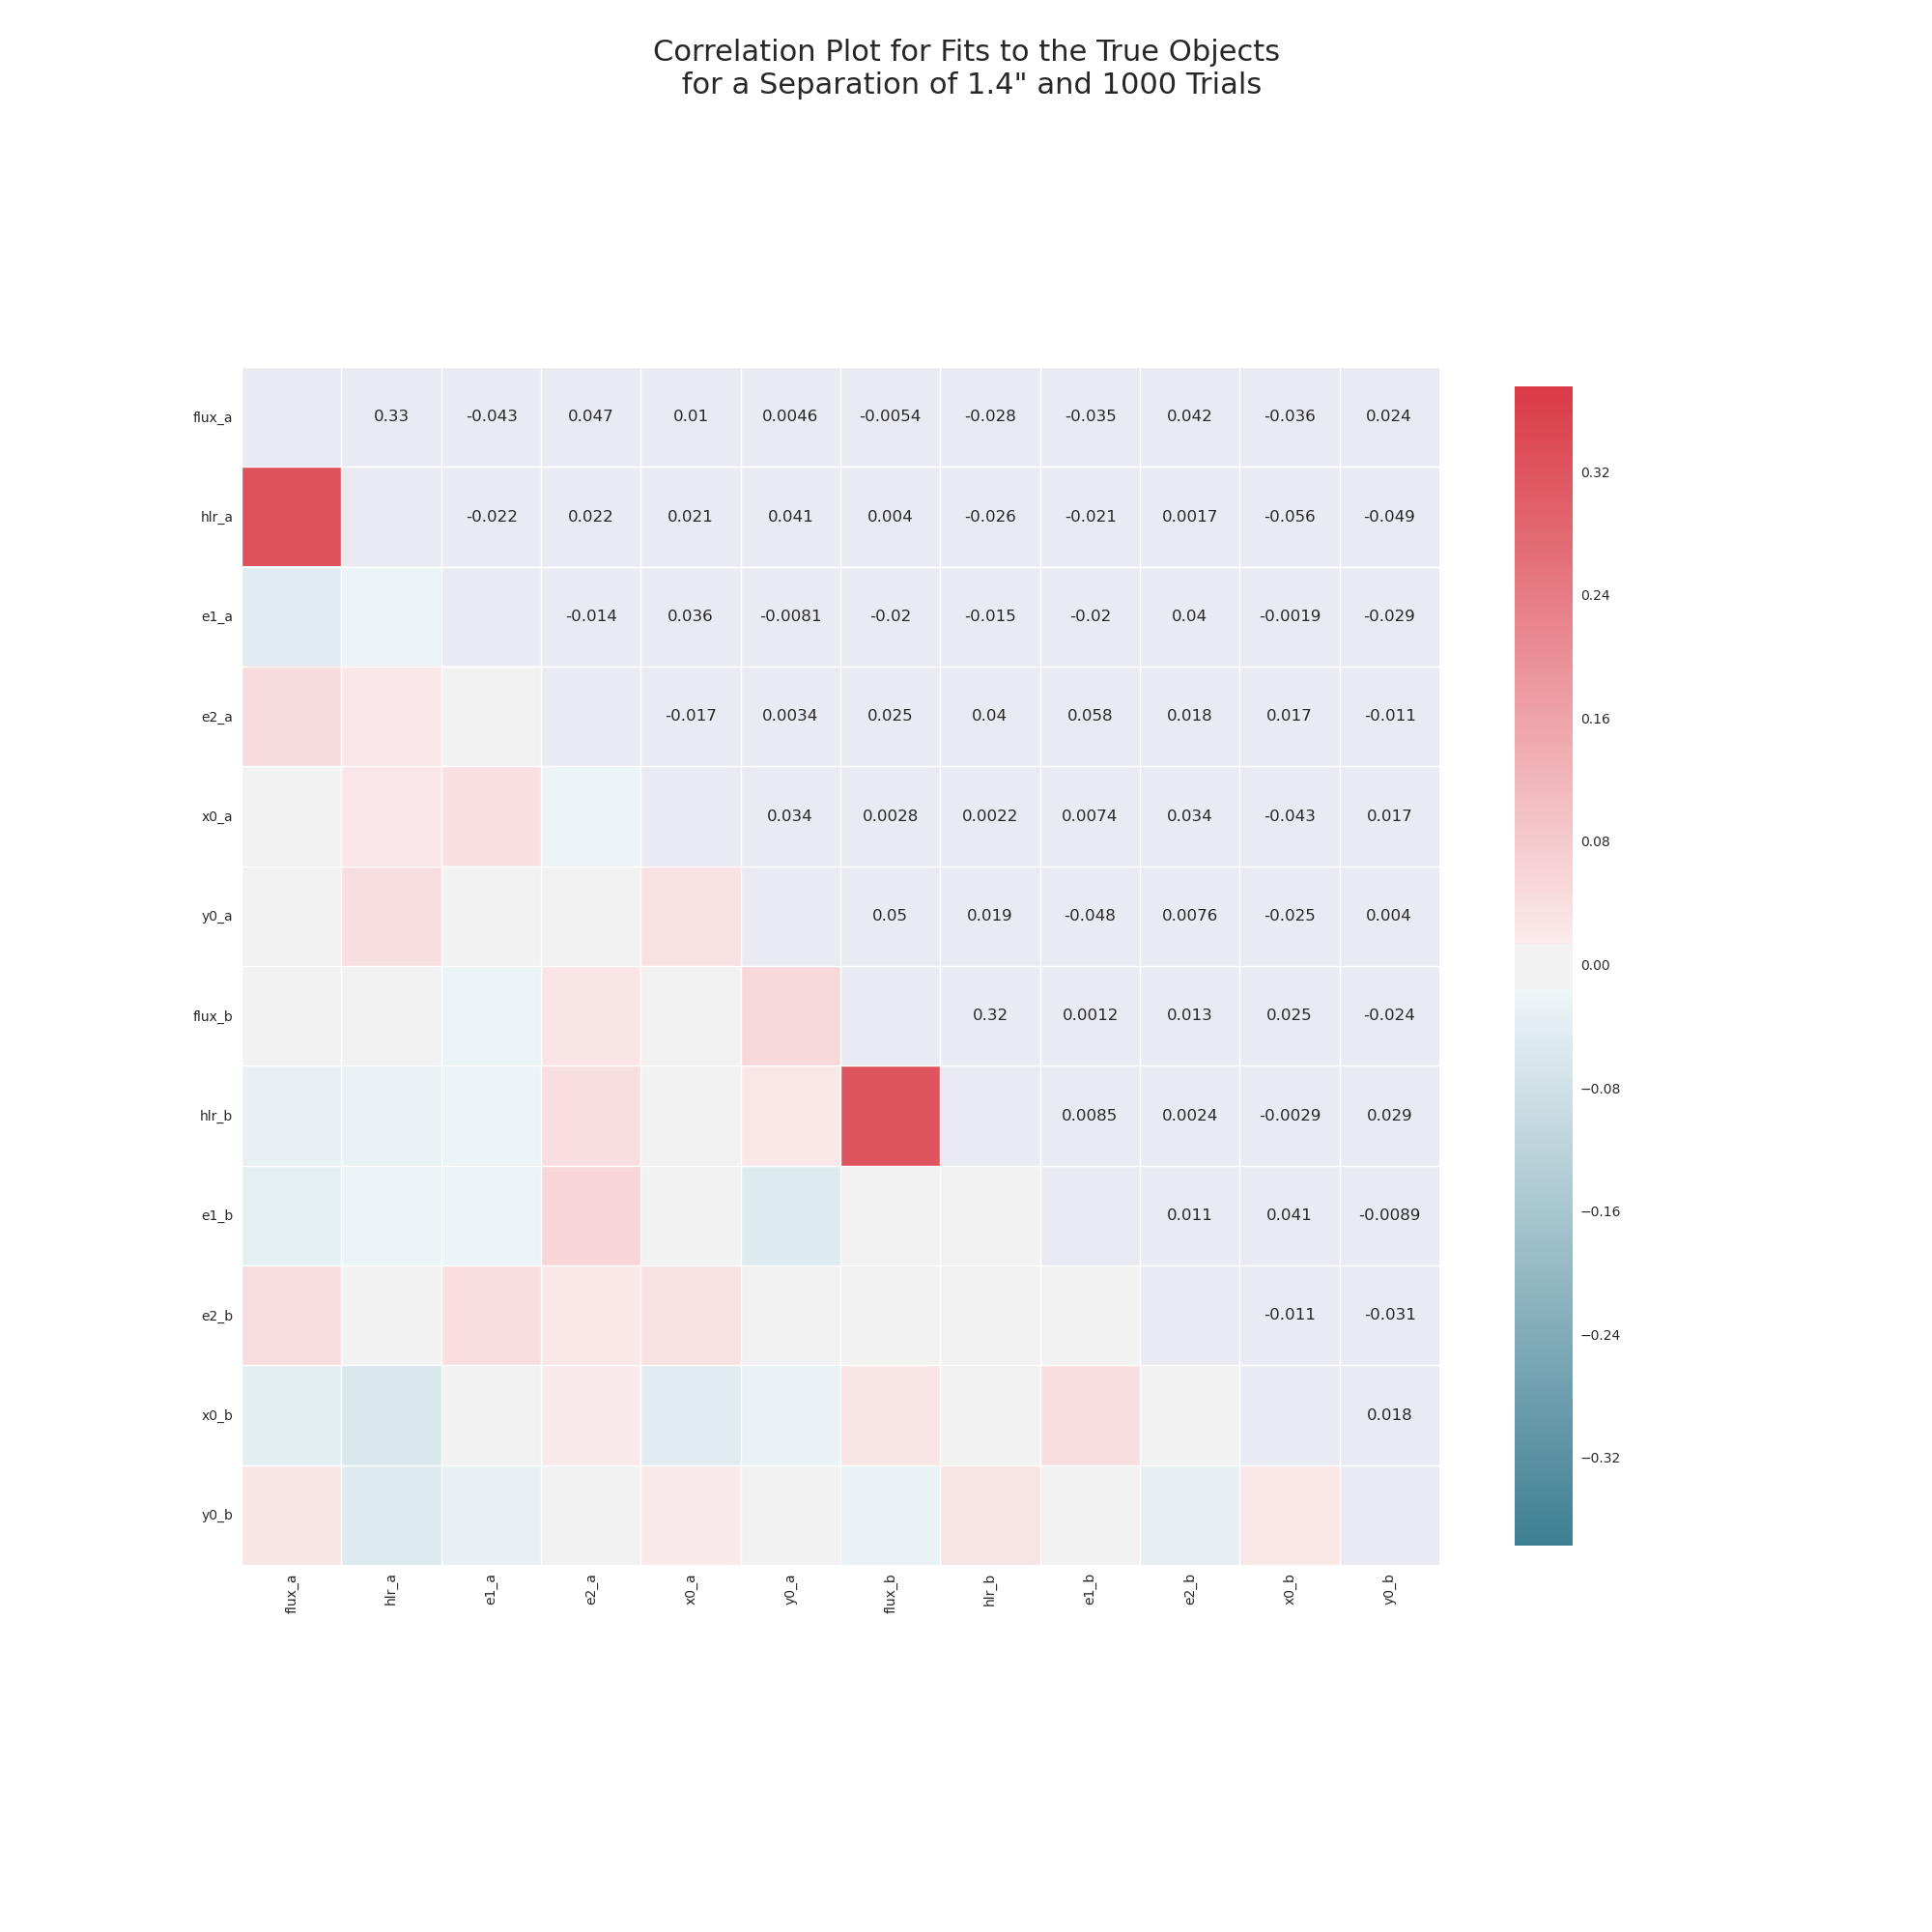 Correlation Plot for Fits to the True Objects
for a Separation of 1.4" and 1000 Trials
flux_a 0.33 -0.043 0.047 0.01 0.0046 -0.0054 -0.028 -0.035 0.042 -0.036 0.024
hlr_a -0.022 0.022 0.021 0.041 0.004 -0.026 -0.021 0.0017 -0.056 -0.049
e1_a -0.014 0.036 -0.0081 -0.02 -0.015 -0.02 0.04 -0.0019 -0.029
e2_a -0.017 0.0034 0.025 0.04 0.058 0.018 0.017 -0.011
x0_a 0.034 0.0028 0.0022 0.0074 0.034 -0.043 0.017
y0_a 0.05 0.019 -0.048 0.0076 -0.025 0.004
flux_b 0.32 0.0012 0.013 0.025 -0.024
hlr_b 0.0085 0.0024 -0.0029 0.029
e1_b 0.011 0.041 -0.0089
e2_b -0.011 -0.031
x0_b 0.018
y0_b
flux_a hlr_a e1_a e2_a x0_a y0_a flux_b hlr_b e1_b e2_b x0_b y0_b
0.32
0.24
0.16
0.08
0.00
−0.08
−0.16
−0.24
−0.32